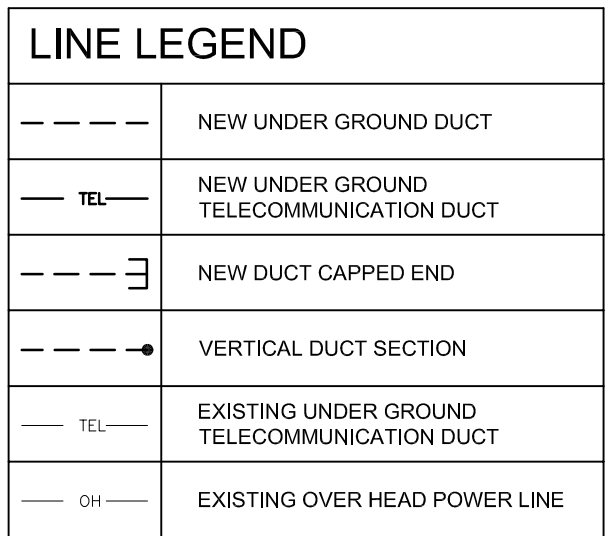 LINE LEGEND
NEW UNDER GROUND DUCT
TEL
NEW UNDER GROUND
TELECOMMUNICATION DUCT
NEW DUCT CAPPED END
VERTICAL DUCT SECTION
TEL
EXISTING UNDER GROUND
TELECOMMUNICATION DUCT
OH
EXISTING OVER HEAD POWER LINE